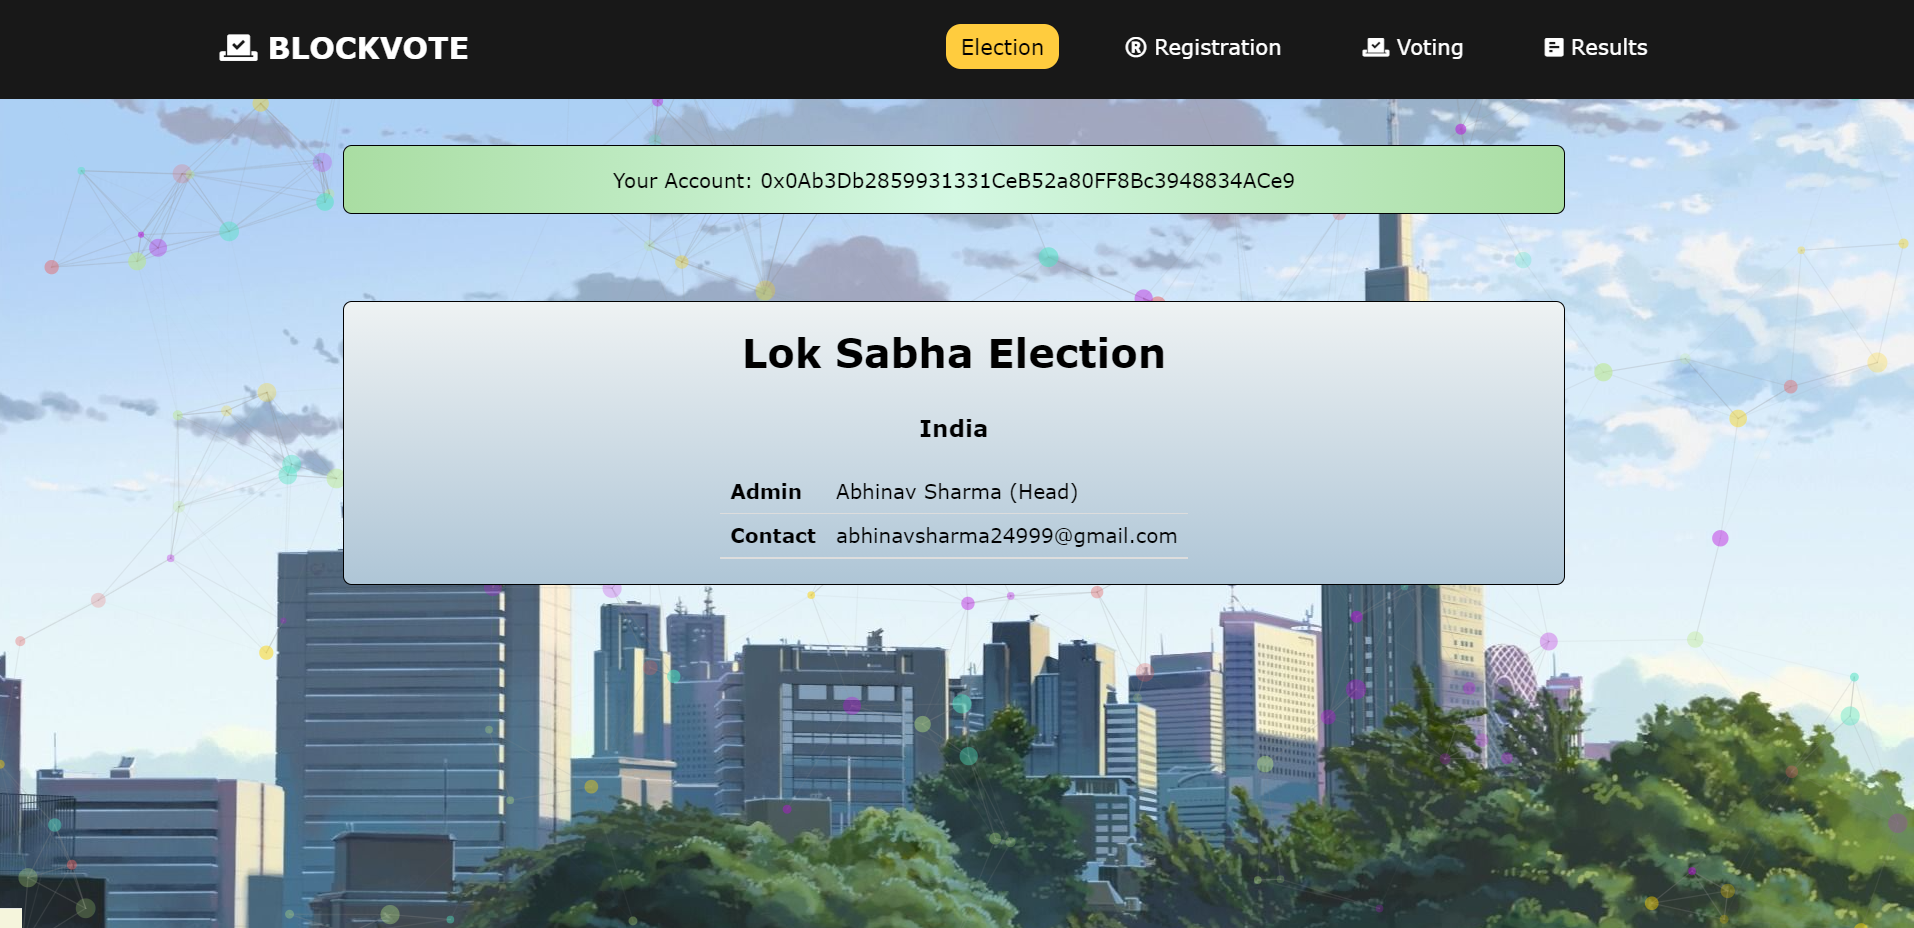 BLOCKVOTE
Election
Registration
Voting
Results
Your Account: 0x0Ab3Db2859931331CeB52a80FF8Bc3948834ACe9
Lok Sabha Election
India
Admin Abhinav Sharma (Head)
Contact abhinavsharma24999@gmail.com